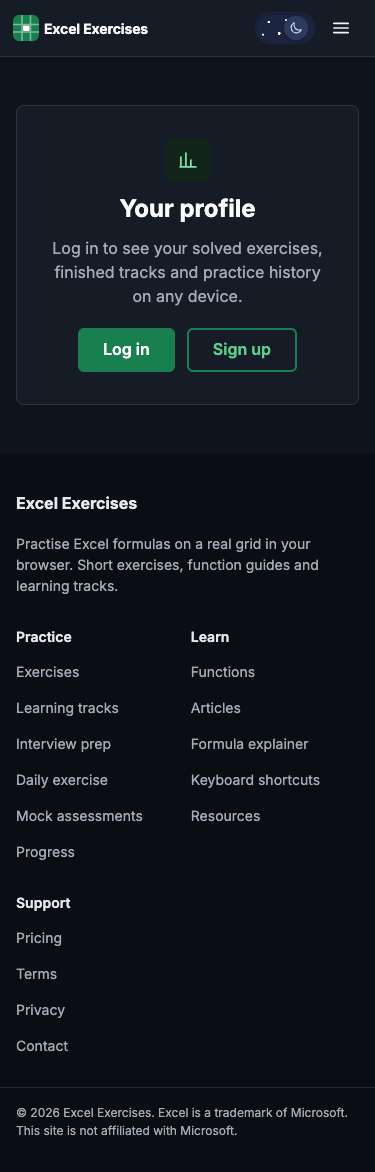 Excel Exercises
Your profile
Log in to see your solved exercises,
finished tracks and practice history
on any device.
Log in
Sign up
Excel Exercises
Practise Excel formulas on a real grid in your
browser. Short exercises, function guides and
learning tracks.
Practice
Exercises
Learning tracks
Interview prep
Daily exercise
Mock assessments
Progress
Learn
Functions
Articles
Formula explainer
Keyboard shortcuts
Resources
Support
Pricing
Terms
Privacy
Contact
© 2026 Excel Exercises. Excel is a trademark of Microsoft.
This site is not affiliated with Microsoft.